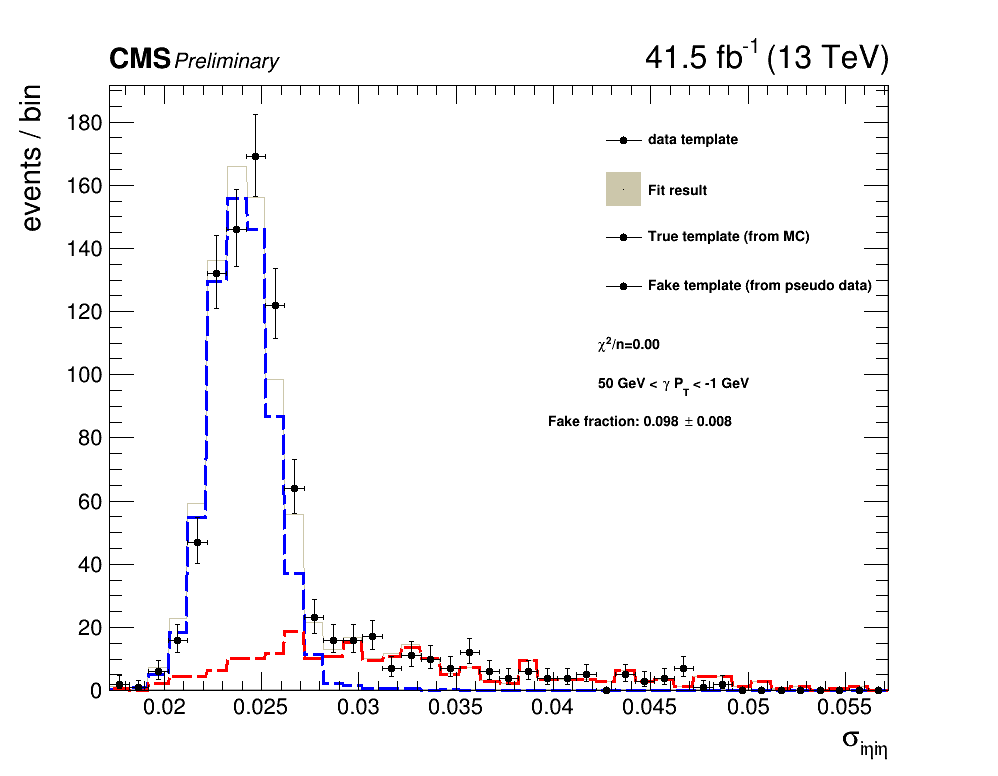 CMS Preliminary 41.5 fb⁻¹ (13 TeV)
events / bin
180
160
140
120
100
80
60
40
20
0
data template
Fit result
True template (from MC)
Fake template (from pseudo data)
χ²/n=0.00
50 GeV < γ P_T < -1 GeV
Fake fraction: 0.098 ± 0.008
0.02 0.025 0.03 0.035 0.04 0.045 0.05 0.055
σ_iηiη